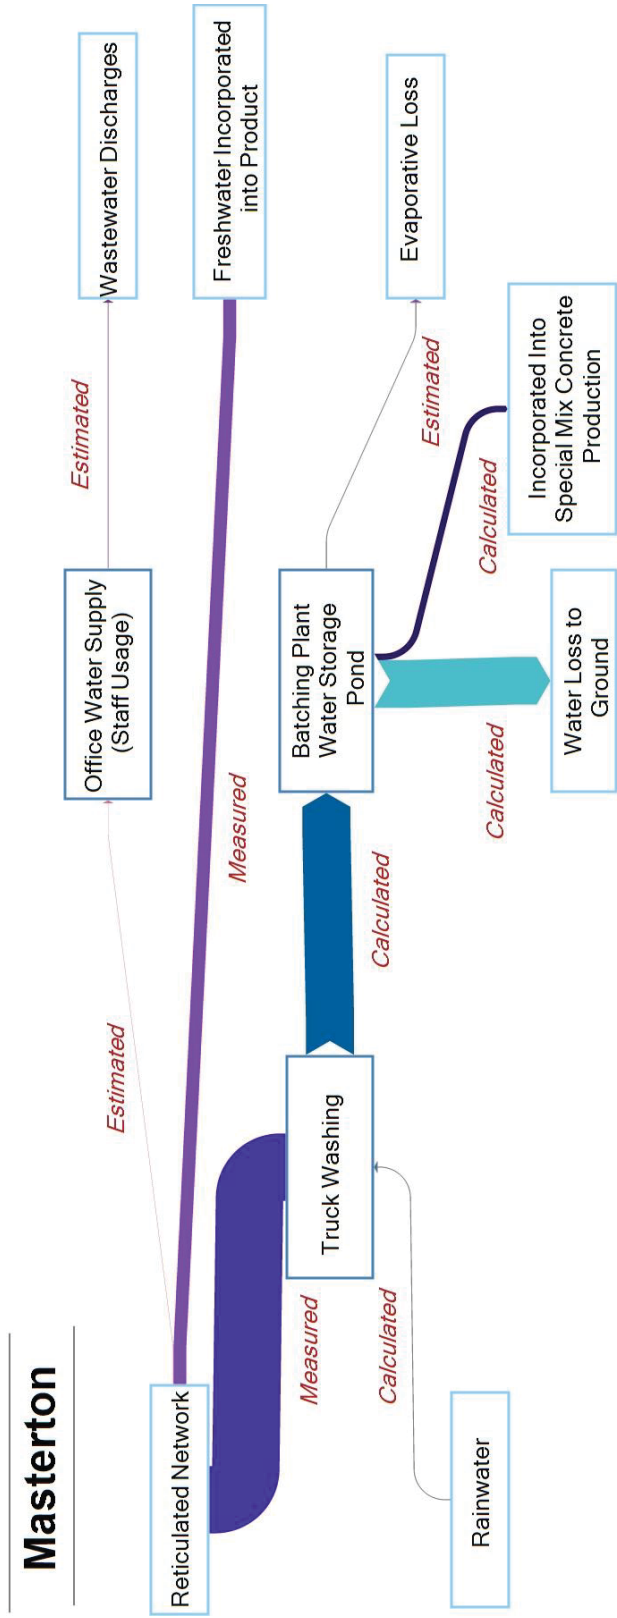 Masterton
Reticulated Network
Estimated
Office Water Supply
(Staff Usage)
Estimated
Wastewater Discharges
Measured
Freshwater Incorporated
into Product
Measured
Truck Washing
Calculated
Rainwater
Calculated
Batching Plant
Water Storage
Pond
Estimated
Evaporative Loss
Calculated
Incorporated Into
Special Mix Concrete
Production
Calculated
Water Loss to
Ground